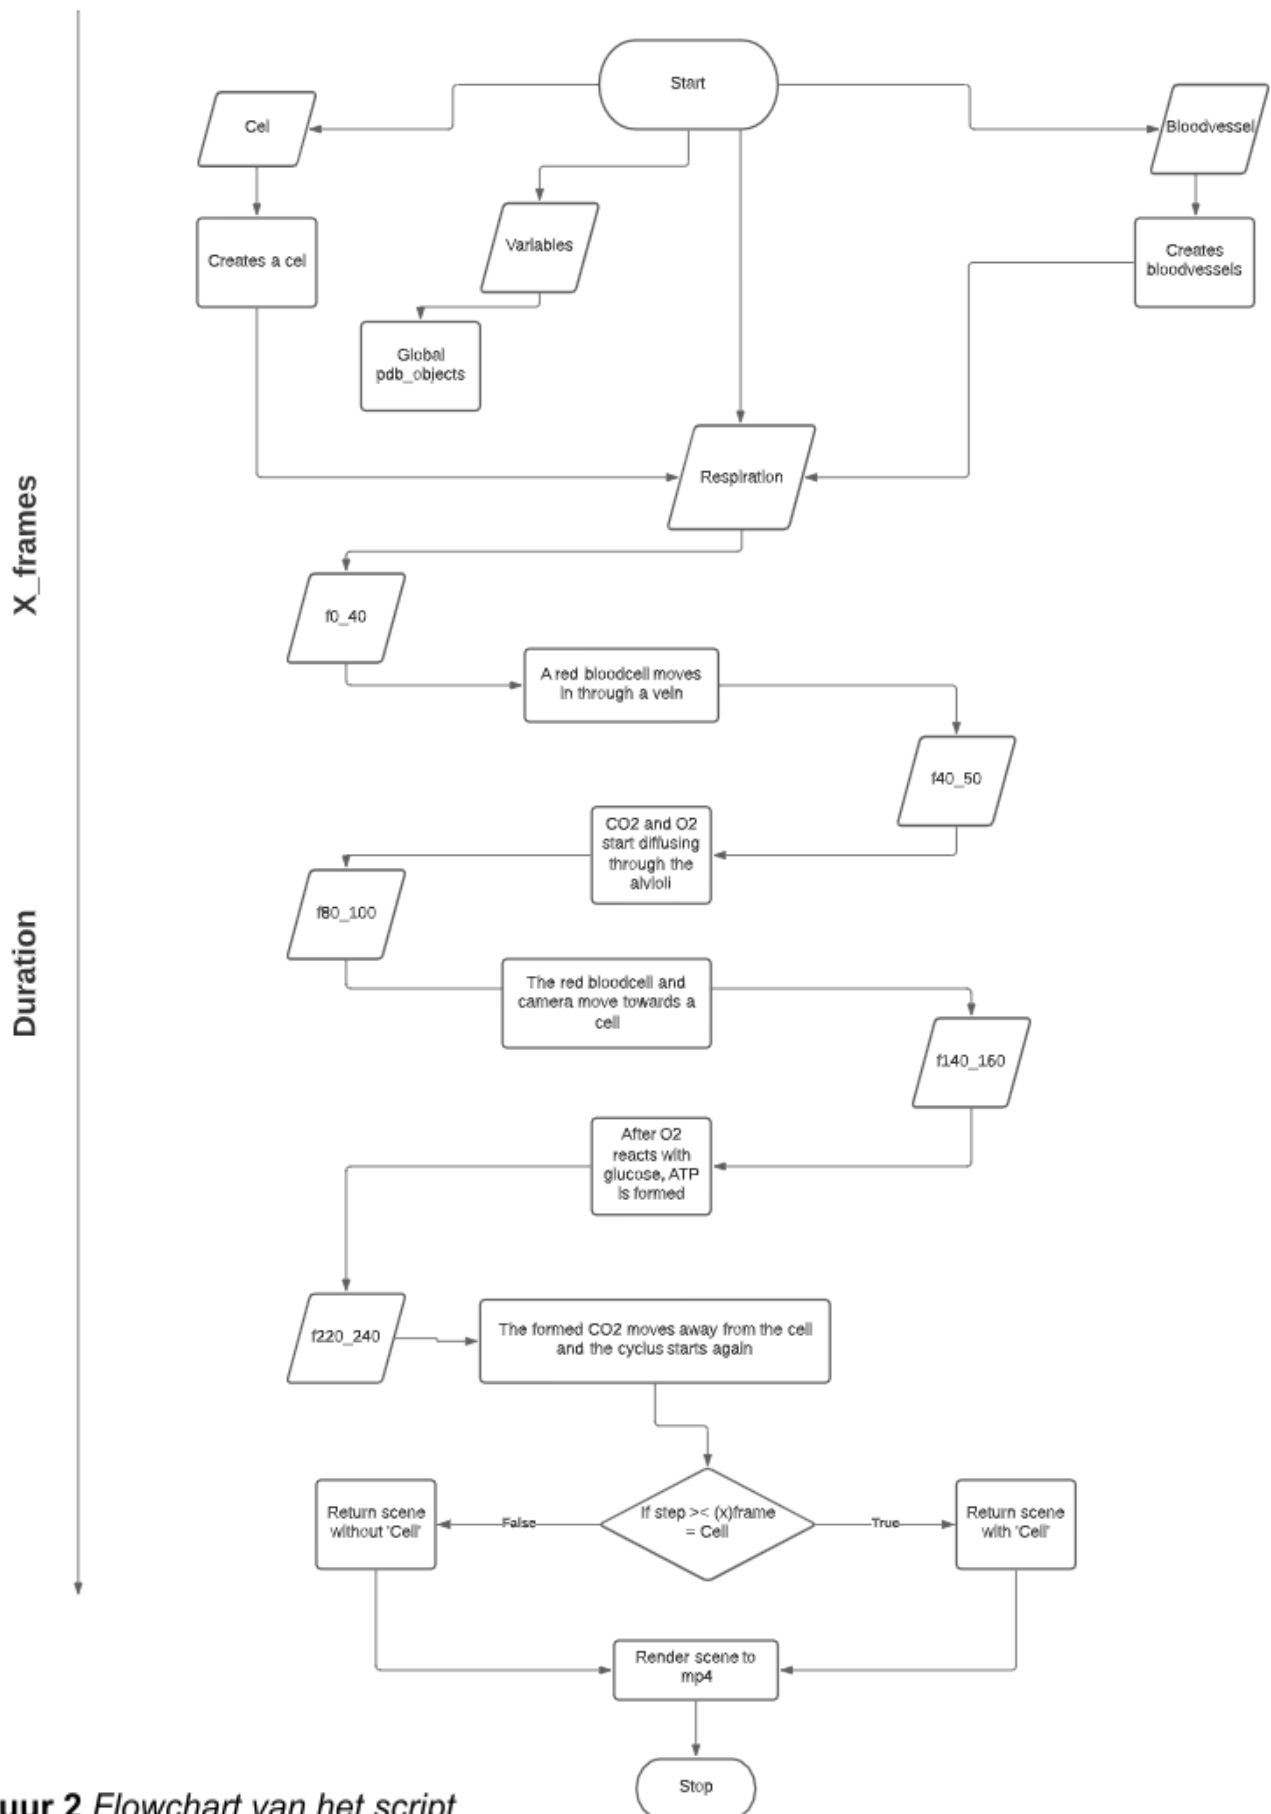 Start
Cel
Bloodvessel
Variables
Creates a cel
Creates
bloodvessels
Global
pdb_objects
Respiration
X_frames
f0_40
A red bloodcell moves
in through a vein
f40_50
CO2 and O2
start diffusing
through the
alvioli
f80_100
Duration
The red bloodcell and
camera move towards a
cell
f140_160
After O2
reacts with
glucose, ATP
is formed
f220_240
The formed CO2 moves away from the cell
and the cyclus starts again
If step >< (x)frame
= Cell
False
True
Return scene
without 'Cell'
Return scene
with 'Cell'
Render scene to
mp4
Stop
uur 2 Flowchart van het script